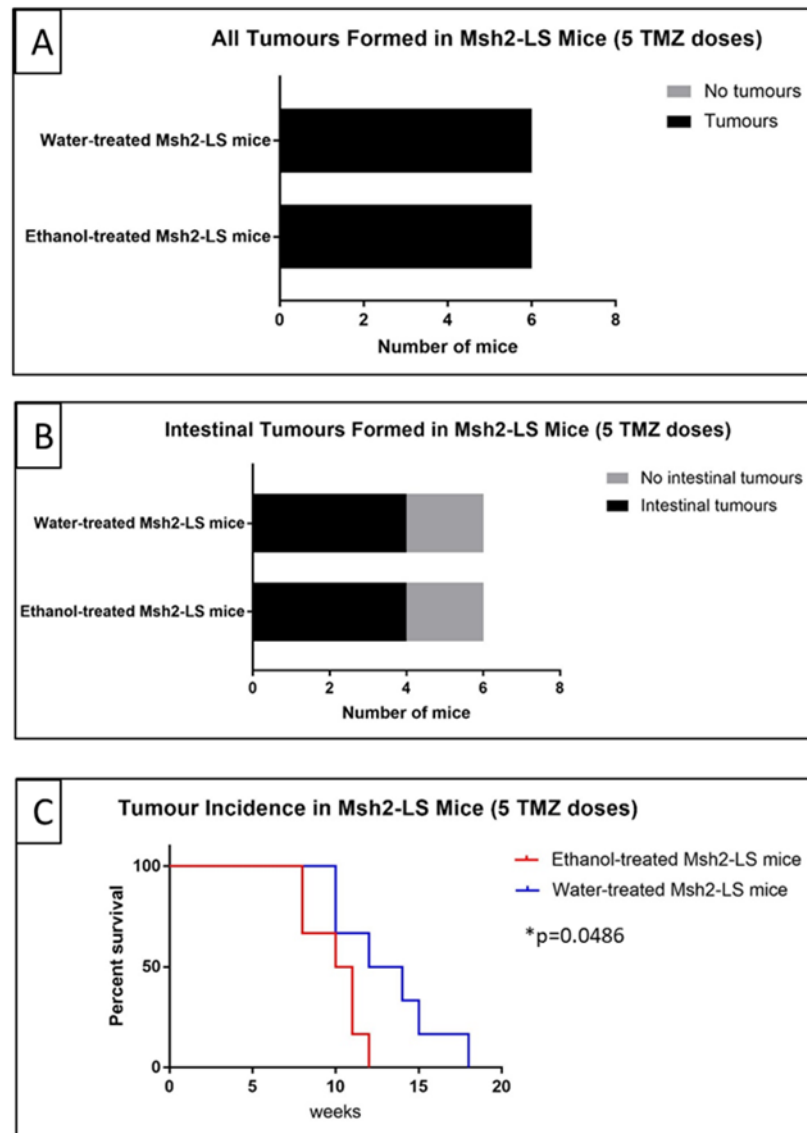 A
All Tumours Formed in Msh2-LS Mice (5 TMZ doses)
No tumours
Tumours
Water-treated Msh2-LS mice
Ethanol-treated Msh2-LS mice
0 2 4 6 8
Number of mice
B
Intestinal Tumours Formed in Msh2-LS Mice (5 TMZ doses)
No intestinal tumours
Intestinal tumours
Water-treated Msh2-LS mice
Ethanol-treated Msh2-LS mice
0 2 4 6 8
Number of mice
C
Tumour Incidence in Msh2-LS Mice (5 TMZ doses)
Ethanol-treated Msh2-LS mice
Water-treated Msh2-LS mice
*p=0.0486
Percent survival
100
50
0
0 5 10 15 20
weeks